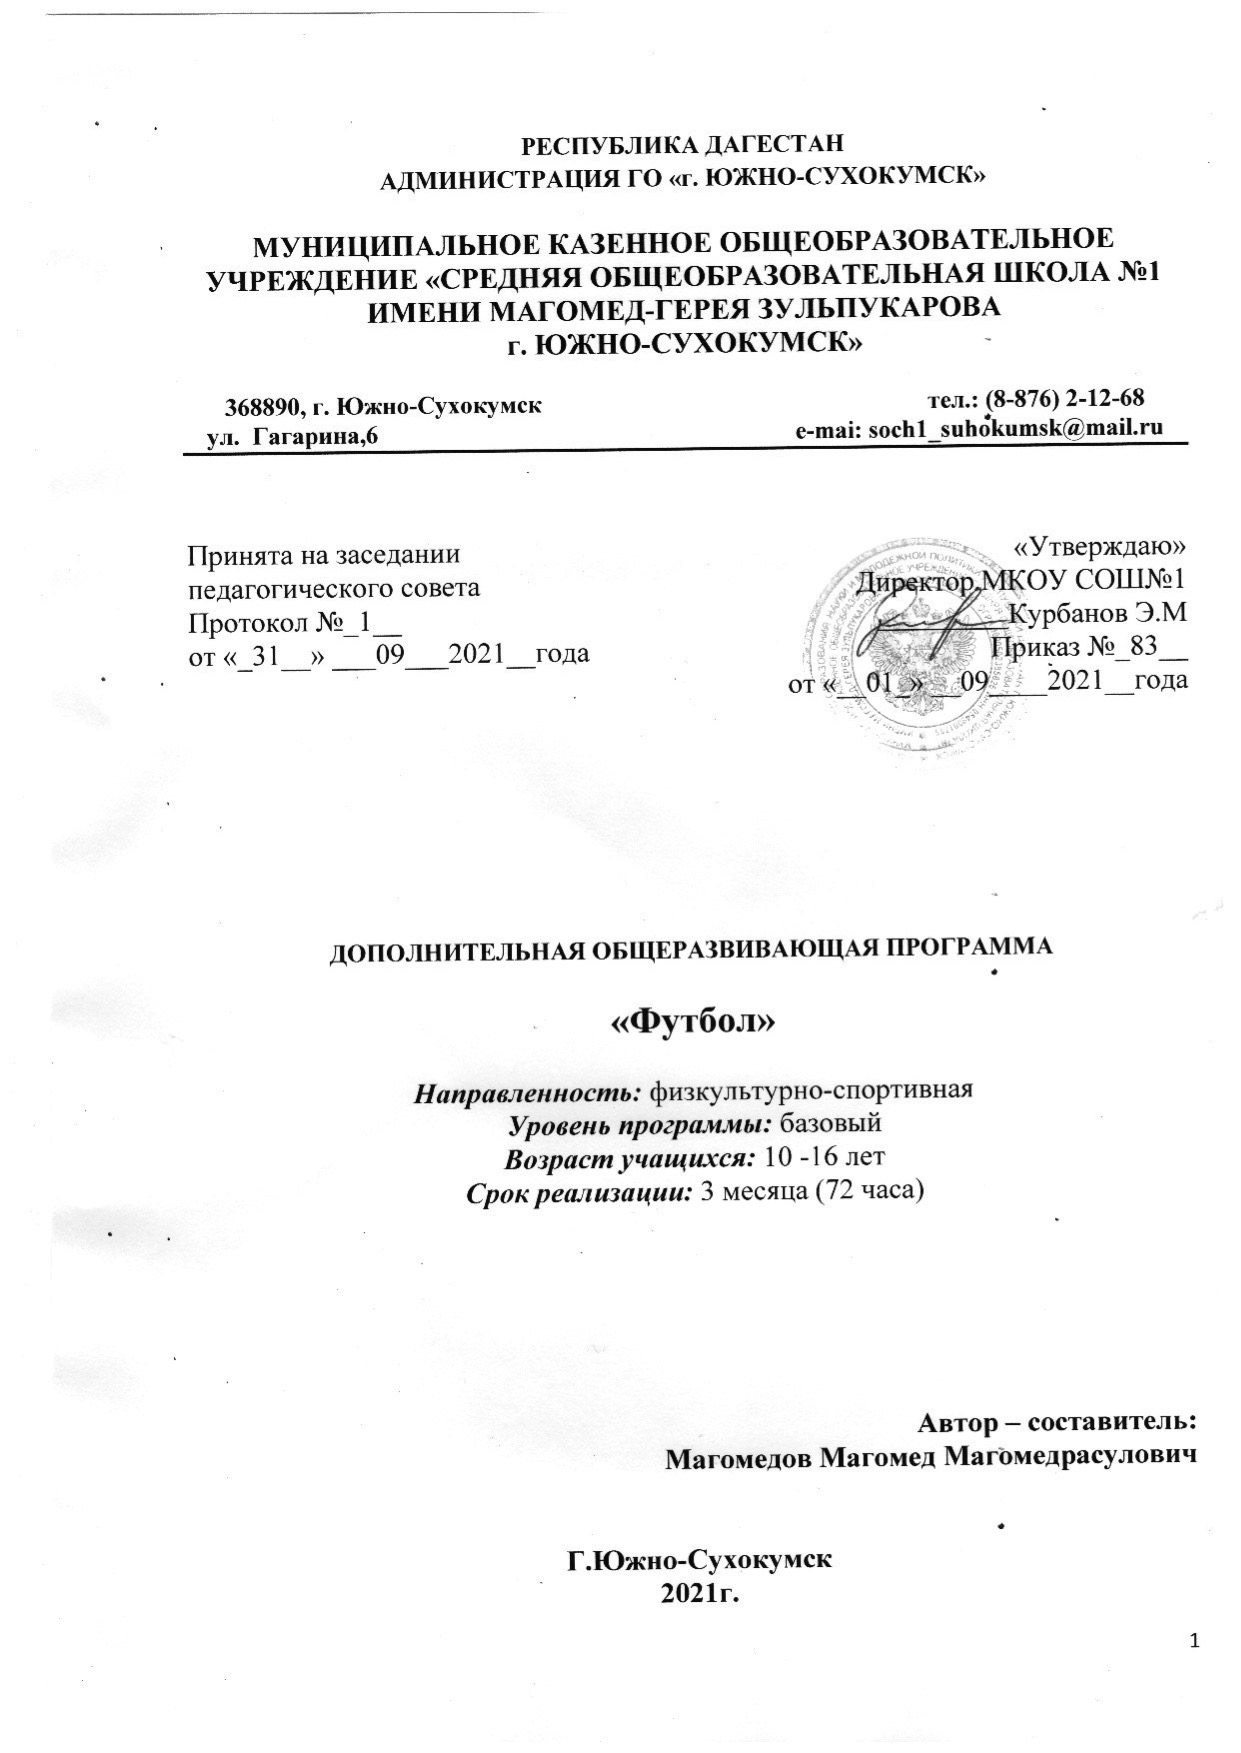 РЕСПУБЛИКА ДАГЕСТАН
АДМИНИСТРАЦИЯ ГО «г. ЮЖНО-СУХОКУМСК»
МУНИЦИПАЛЬНОЕ КАЗЕННОЕ ОБЩЕОБРАЗОВАТЕЛЬНОЕ
УЧРЕЖДЕНИЕ «СРЕДНЯЯ ОБЩЕОБРАЗОВАТЕЛЬНАЯ ШКОЛА №1
ИМЕНИ МАГОМЕД-ГЕРЕЯ ЗУЛЬПУКАРОВА
г. ЮЖНО-СУХОКУМСК»
368890, г. Южно-Сухокумск тел.: (8-876) 2-12-68
ул. Гагарина,6 e-mai: soch1_suhokumsk@mail.ru
Принята на заседании
педагогического совета
Протокол №_1__
от «_31__» ___09___2021__года
«Утверждаю»
Директор МКОУ СОШ№1
_________Курбанов Э.М
Приказ №_83__
от «__01_» __09____2021__года
ДОПОЛНИТЕЛЬНАЯ ОБЩЕРАЗВИВАЮЩАЯ ПРОГРАММА
«Футбол»
Направленность: физкультурно-спортивная
Уровень программы: базовый
Возраст учащихся: 10 -16 лет
Срок реализации: 3 месяца (72 часа)
Автор – составитель:
Магомедов Магомед Магомедрасулович
Г.Южно-Сухокумск
2021г.
1